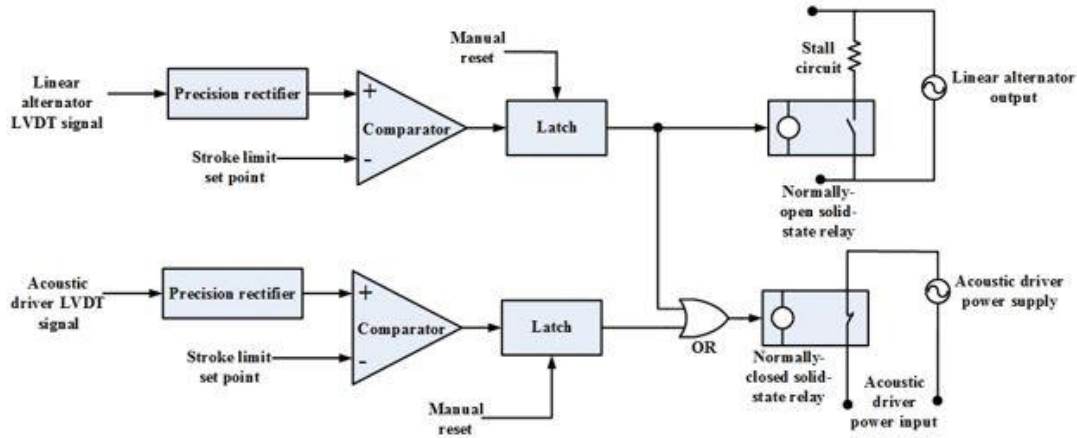 Linear
alternator
LVDT signal
Precision rectifier
Stroke limit
set point
+
Comparator
-
Manual
reset
Latch
Stall
circuit
Linear alternator
output
Normally-
open solid-
state relay
Acoustic
driver LVDT
signal
Precision rectifier
Stroke limit
set point
+
Comparator
-
Latch
Manual
reset
OR
Normally-
closed solid-
state relay
Acoustic driver
power supply
Acoustic
driver
power input